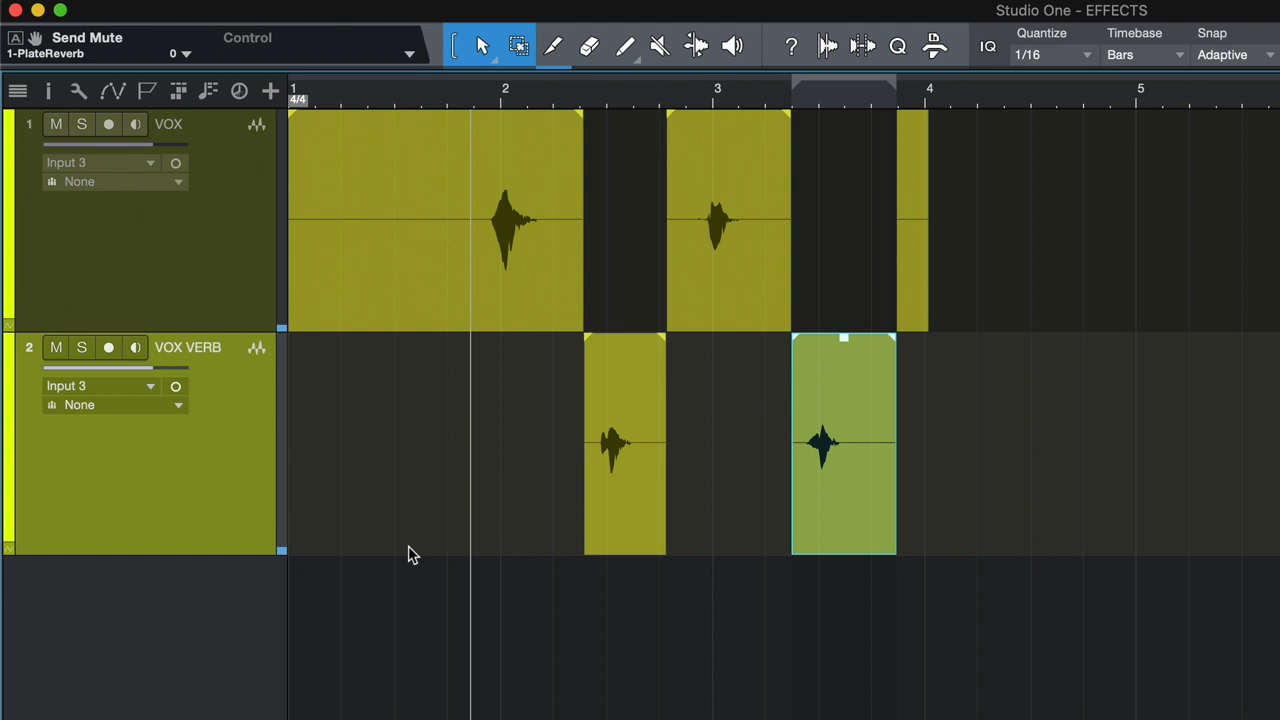 Studio One - EFFECTS
A Send Mute Control
1-PlateReverb 0
? IQ
Quantize Timebase Snap
1/16 Bars Adaptive
1 2 3 4 5
4/4
1 M S VOX
Input 3
None
2 M S VOX VERB
Input 3
None